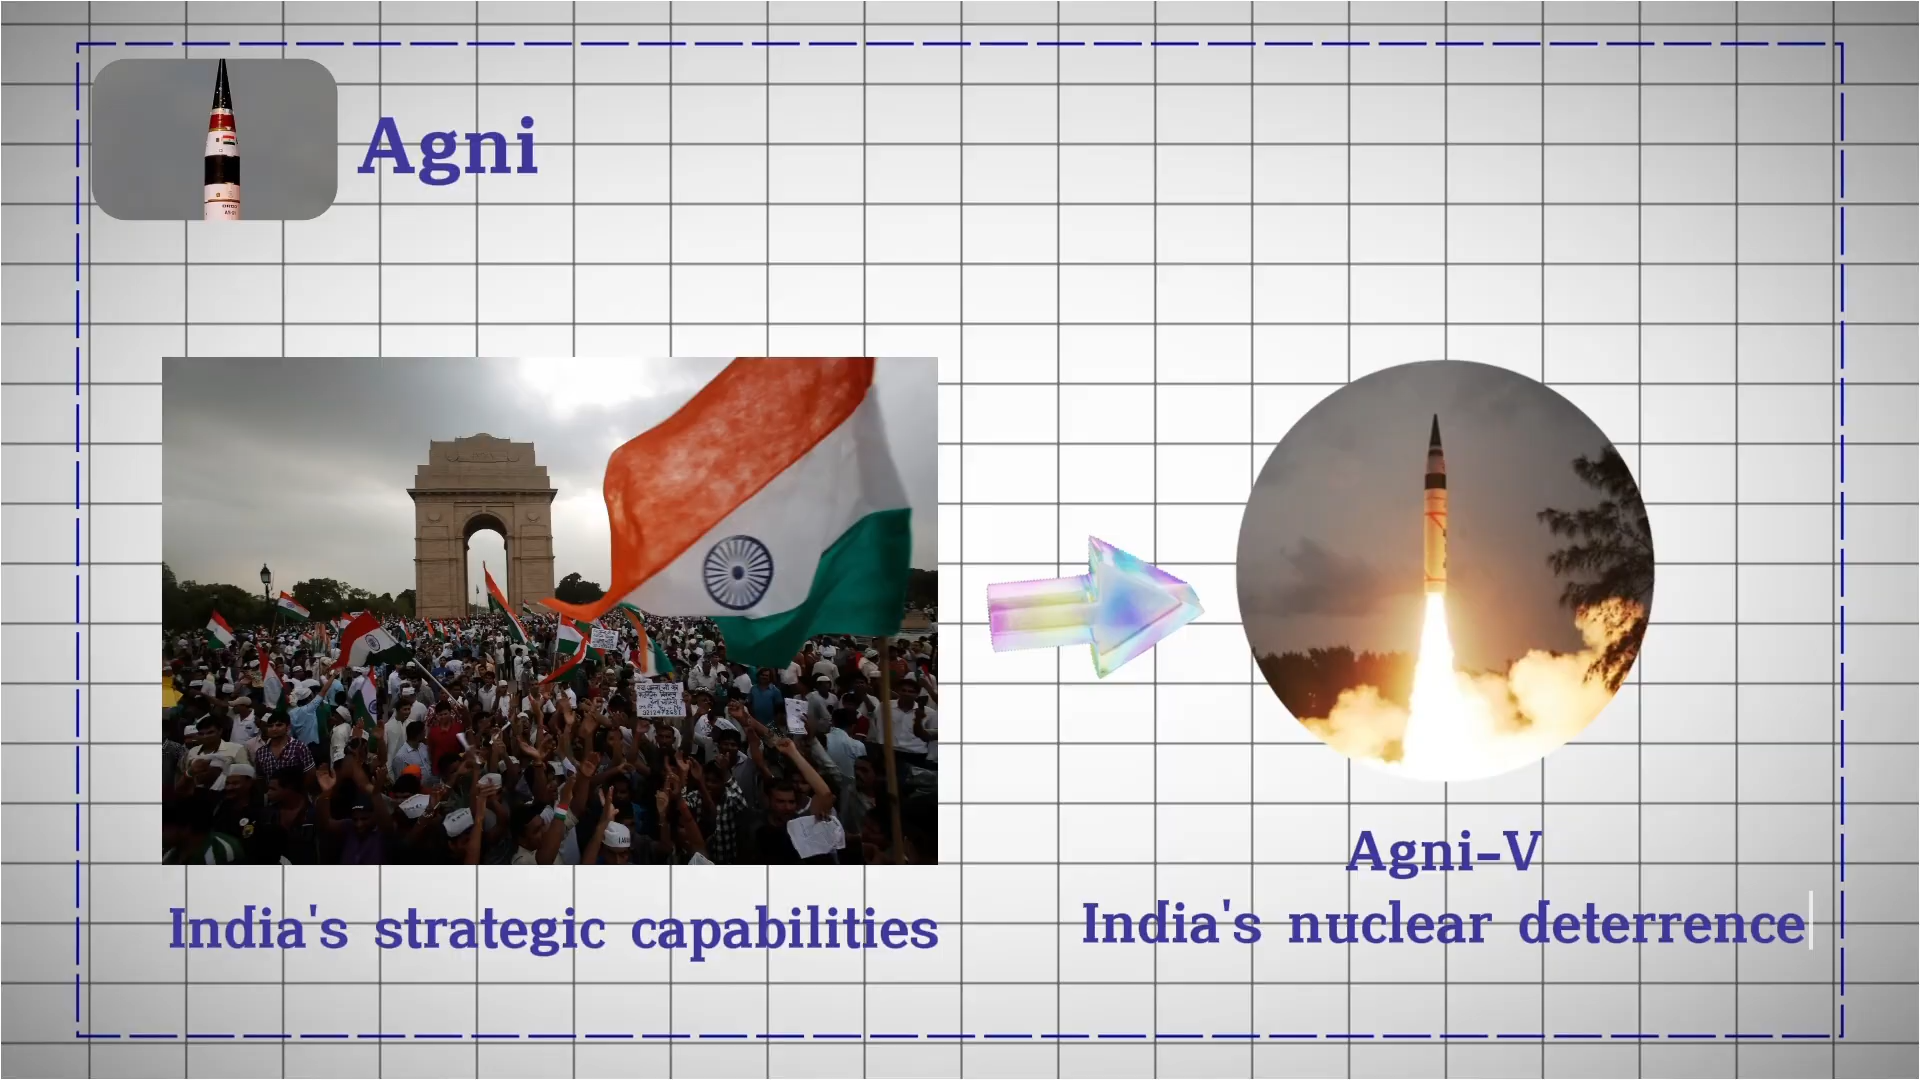 Agni
India's strategic capabilities
Agni-V
India's nuclear deterrence